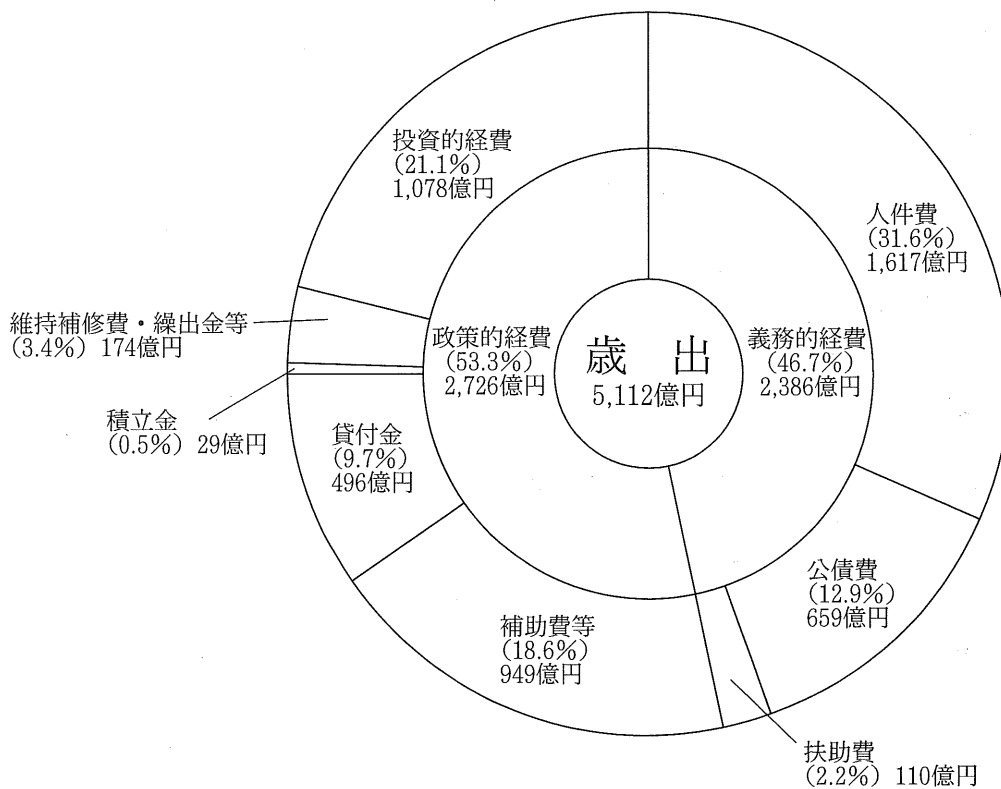 歳　出
5,112億円
義務的経費
(46.7%)
2,386億円
人件費
(31.6%)
1,617億円
公債費
(12.9%)
659億円
扶助費
(2.2%) 110億円
政策的経費
(53.3%)
2,726億円
補助費等
(18.6%)
949億円
貸付金
(9.7%)
496億円
積立金
(0.5%) 29億円
維持補修費・繰出金等
(3.4%) 174億円
投資的経費
(21.1%)
1,078億円